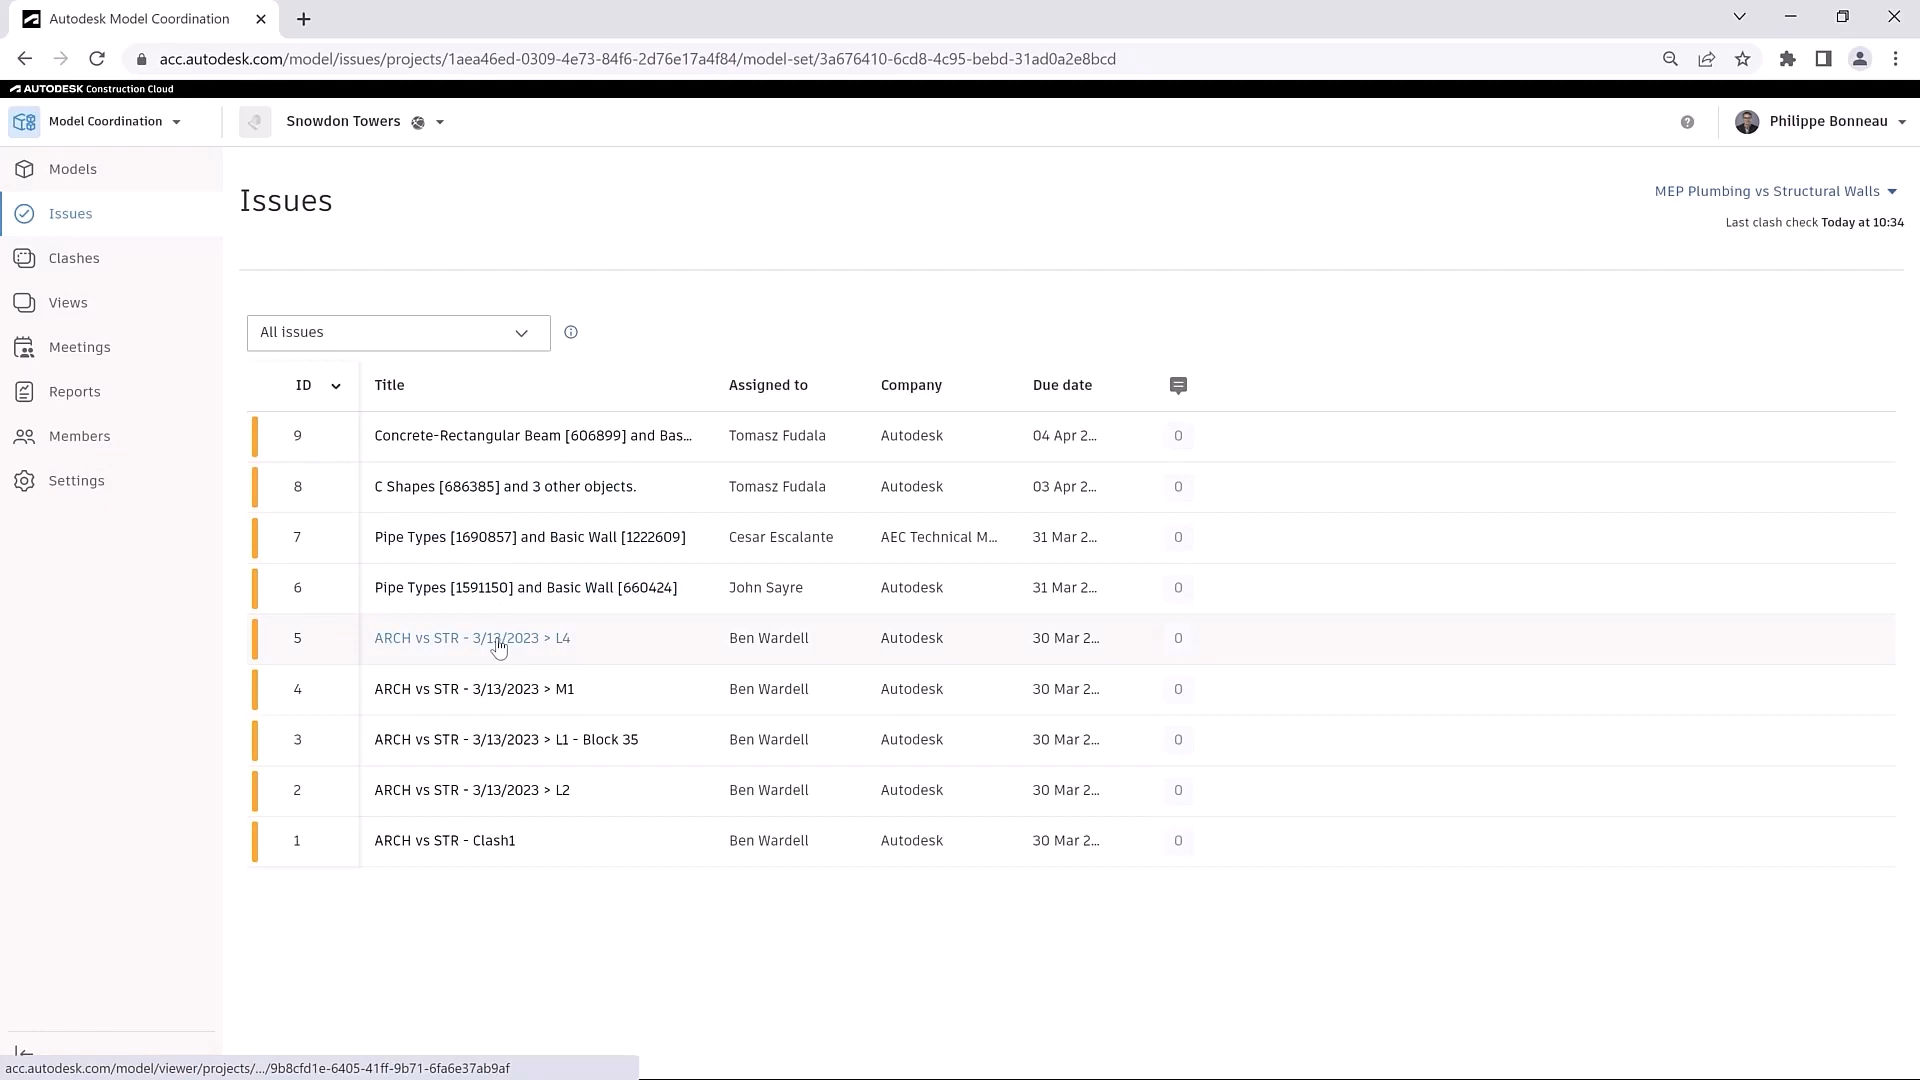 Autodesk Model Coordination
acc.autodesk.com/model/issues/projects/1aea46ed-0309-4e73-84f6-2d76e17a4f84/model-set/3a676410-6cd8-4c95-bebd-31ad0a2e8bcd
AUTODESK Construction Cloud
Model Coordination
Snowdon Towers
Philippe Bonneau
Models
Issues
Clashes
Views
Meetings
Reports
Members
Settings
Issues
MEP Plumbing vs Structural Walls
Last clash check Today at 10:34
All issues
ID Title Assigned to Company Due date
9 Concrete-Rectangular Beam [606899] and Bas... Tomasz Fudala Autodesk 04 Apr 2... 0
8 C Shapes [686385] and 3 other objects. Tomasz Fudala Autodesk 03 Apr 2... 0
7 Pipe Types [1690857] and Basic Wall [1222609] Cesar Escalante AEC Technical M... 31 Mar 2... 0
6 Pipe Types [1591150] and Basic Wall [660424] John Sayre Autodesk 31 Mar 2... 0
5 ARCH vs STR - 3/13/2023 > L4 Ben Wardell Autodesk 30 Mar 2... 0
4 ARCH vs STR - 3/13/2023 > M1 Ben Wardell Autodesk 30 Mar 2... 0
3 ARCH vs STR - 3/13/2023 > L1 - Block 35 Ben Wardell Autodesk 30 Mar 2... 0
2 ARCH vs STR - 3/13/2023 > L2 Ben Wardell Autodesk 30 Mar 2... 0
1 ARCH vs STR - Clash1 Ben Wardell Autodesk 30 Mar 2... 0
acc.autodesk.com/model/viewer/projects/.../9b8cfd1e-6405-41ff-9b71-6fa6e37ab9af